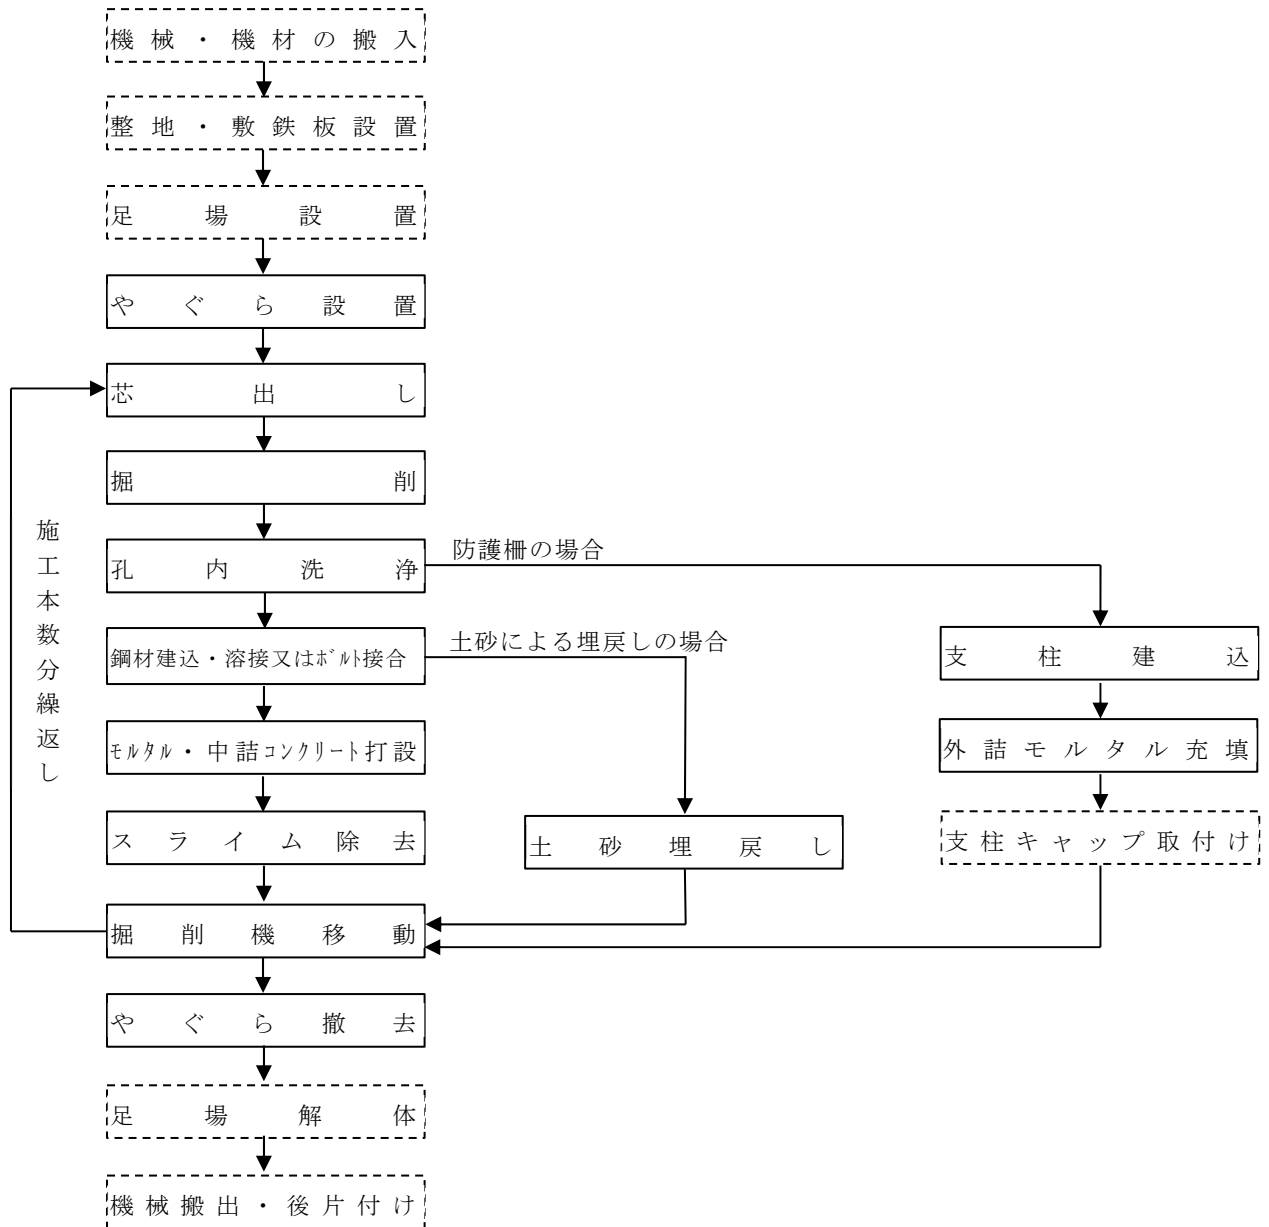 機械・機材の搬入
整地・敷鉄板設置
足場設置
やぐら設置
芯出し
掘削
施工本数分繰返し
孔内洗浄
防護柵の場合
鋼材建込・溶接又はﾎﾞﾙﾄ接合
土砂による埋戻しの場合
支柱建込
ﾓﾙﾀﾙ・中詰ｺﾝｸﾘｰﾄ打設
外詰モルタル充填
スライム除去
土砂埋戻し
支柱キャップ取付け
掘削機移動
やぐら撤去
足場解体
機械搬出・後片付け